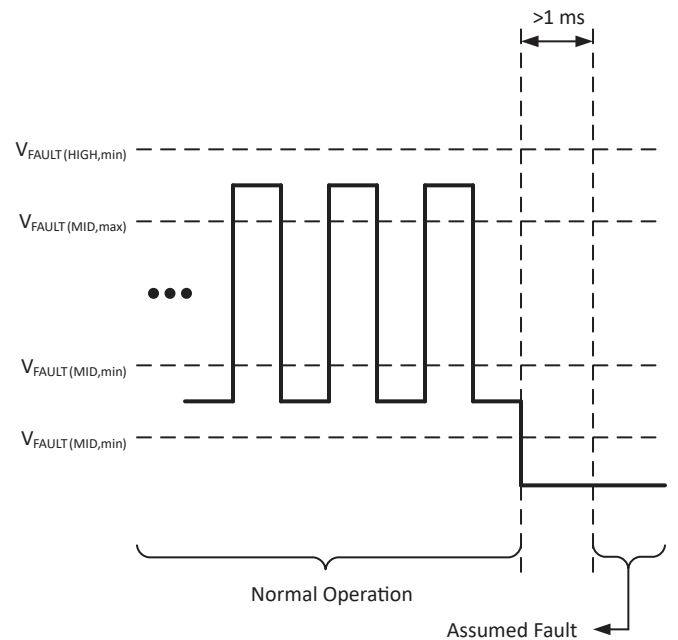 >1 ms
VFAULT(HIGH,min)
VFAULT(MID,max)
VFAULT(MID,min)
VFAULT(MID,min)
Normal Operation
Assumed Fault